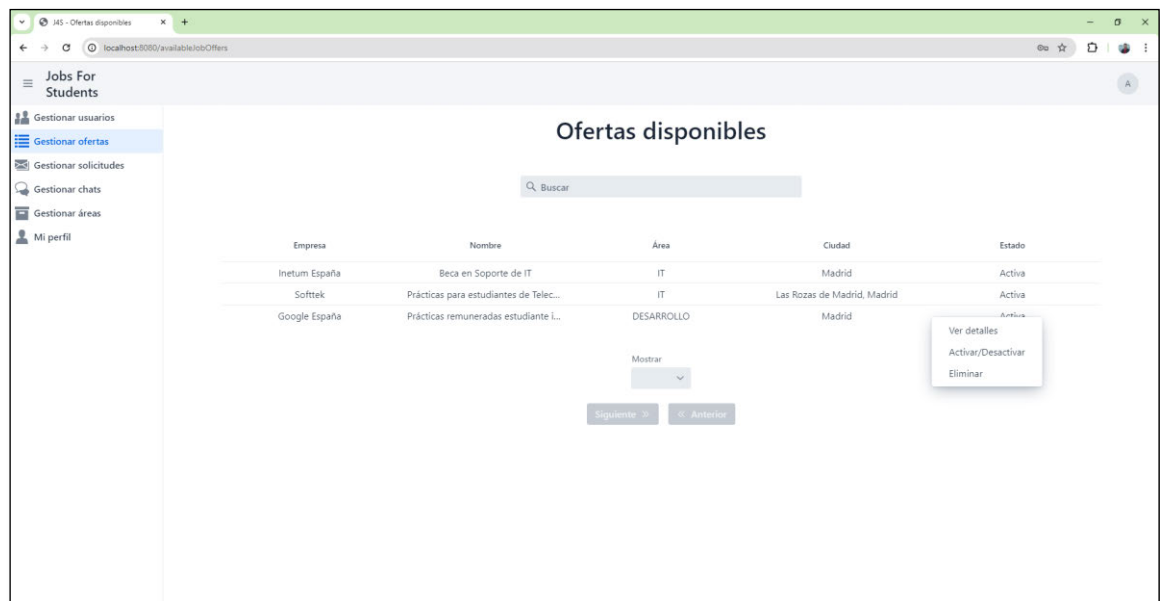 J4S - Ofertas disponibles
localhost:8080/availableJobOffers
Jobs For
Students
A
Gestionar usuarios
Gestionar ofertas
Gestionar solicitudes
Gestionar chats
Gestionar áreas
Mi perfil
Ofertas disponibles
Buscar
Empresa Nombre Área Ciudad Estado
Inetum España Beca en Soporte de IT IT Madrid Activa
Softtek Prácticas para estudiantes de Telec... IT Las Rozas de Madrid, Madrid Activa
Google España Prácticas remuneradas estudiante i... DESARROLLO Madrid Activa
Ver detalles
Activar/Desactivar
Eliminar
Mostrar
Siguiente » « Anterior